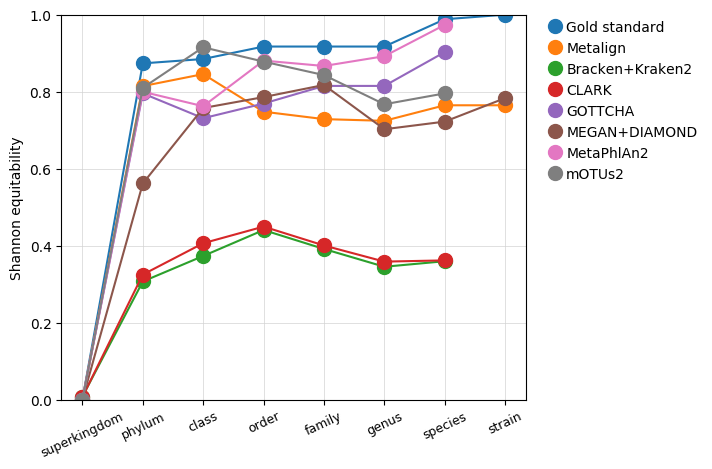 Shannon equitability
1.0
0.8
0.6
0.4
0.2
0.0
superkingdom
phylum
class
order
family
genus
species
strain
Gold standard
Metalign
Bracken+Kraken2
CLARK
GOTTCHA
MEGAN+DIAMOND
MetaPhlAn2
mOTUs2